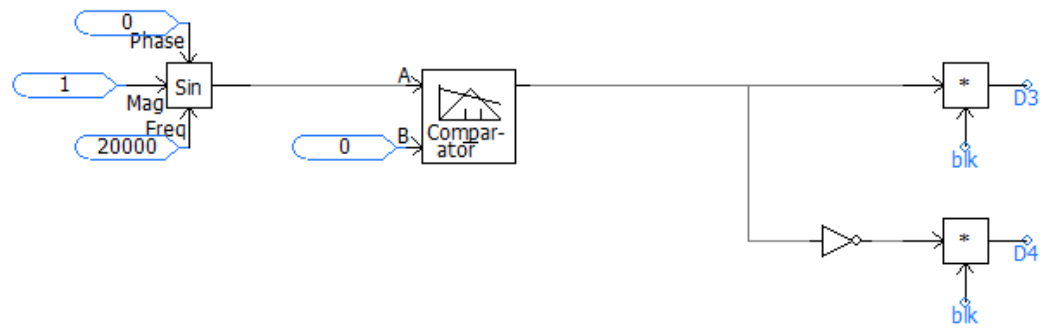 0
Phase
1
Sin
Mag
Freq
20000
A
B
0
Compar-
ator
*
D3
blk
*
D4
blk